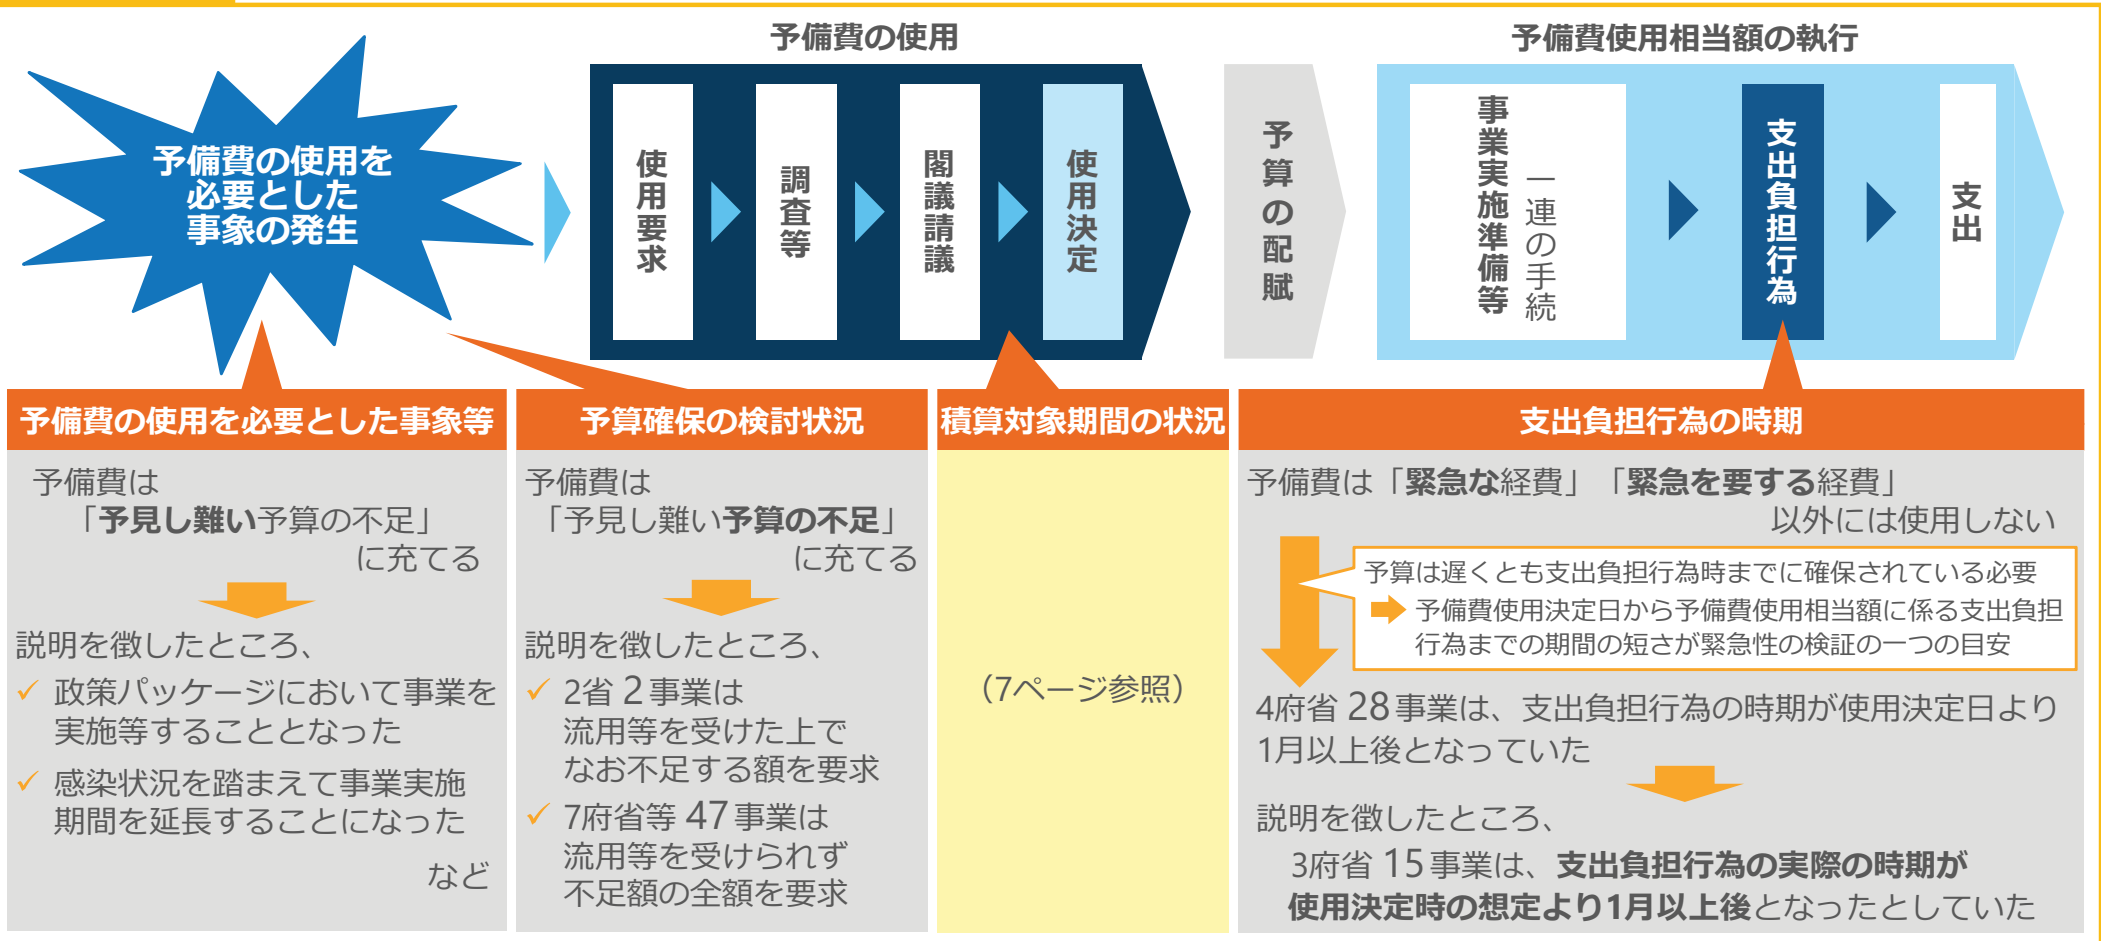 予備費の使用
予備費使用相当額の執行
予備費の使用を
必要とした
事象の発生
使用要求
調査等
閣議請議
使用決定
予算の配賦
事業実施準備等
一連の手続
支出負担行為
支出
予備費の使用を必要とした事象等
予備費は
「予見し難い予算の不足」
に充てる
説明を徴したところ、
✓ 政策パッケージにおいて事業を
実施等することとなった
✓ 感染状況を踏まえて事業実施
期間を延長することになった
など
予算確保の検討状況
予備費は
「予見し難い予算の不足」
に充てる
説明を徴したところ、
✓ 2省 2事業は
流用等を受けた上で
なお不足する額を要求
✓ 7府省等 47事業は
流用等を受けられず
不足額の全額を要求
積算対象期間の状況
（7ページ参照）
支出負担行為の時期
予備費は「緊急な経費」「緊急を要する経費」
以外には使用しない
予算は遅くとも支出負担行為時までに確保されている必要
予備費使用決定日から予備費使用相当額に係る支出負担
行為までの期間の短さが緊急性の検証の一つの目安
4府省 28事業は、支出負担行為の時期が使用決定日より
1月以上後となっていた
説明を徴したところ、
3府省 15事業は、支出負担行為の実際の時期が
使用決定時の想定より1月以上後となったとしていた